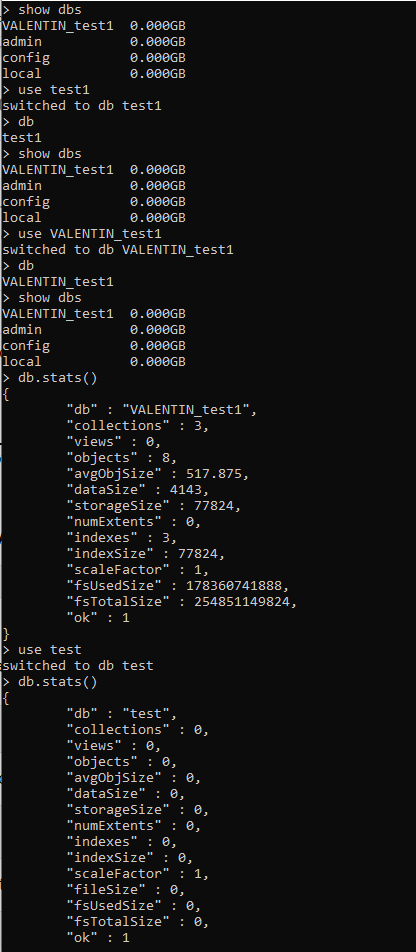 > show dbs
VALENTIN_test1  0.000GB
admin           0.000GB
config          0.000GB
local           0.000GB
> use test1
switched to db test1
> db
test1
> show dbs
VALENTIN_test1  0.000GB
admin           0.000GB
config          0.000GB
local           0.000GB
> use VALENTIN_test1
switched to db VALENTIN_test1
> db
VALENTIN_test1
> show dbs
VALENTIN_test1  0.000GB
admin           0.000GB
config          0.000GB
local           0.000GB
> db.stats()
{
        "db" : "VALENTIN_test1",
        "collections" : 3,
        "views" : 0,
        "objects" : 8,
        "avgObjSize" : 517.875,
        "dataSize" : 4143,
        "storageSize" : 77824,
        "numExtents" : 0,
        "indexes" : 3,
        "indexSize" : 77824,
        "scaleFactor" : 1,
        "fsUsedSize" : 178360741888,
        "fsTotalSize" : 254851149824,
        "ok" : 1
}
> use test
switched to db test
> db.stats()
{
        "db" : "test",
        "collections" : 0,
        "views" : 0,
        "objects" : 0,
        "avgObjSize" : 0,
        "dataSize" : 0,
        "storageSize" : 0,
        "numExtents" : 0,
        "indexes" : 0,
        "indexSize" : 0,
        "scaleFactor" : 1,
        "fileSize" : 0,
        "fsUsedSize" : 0,
        "fsTotalSize" : 0,
        "ok" : 1